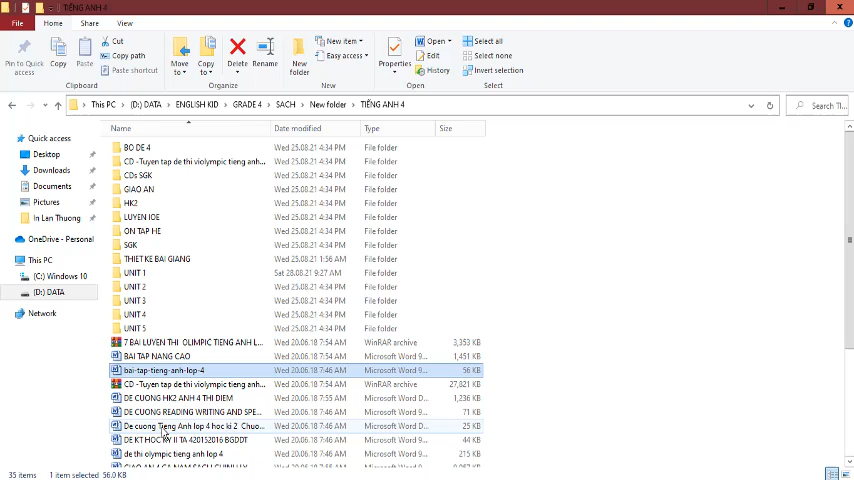 TIẾNG ANH 4
File Home Share View
Pin to Quick access
Copy
Paste
Cut
Copy path
Paste shortcut
Clipboard
Move to
Copy to
Delete
Rename
Organize
New folder
New item
Easy access
New
Properties
Open
Edit
History
Open
Select all
Select none
Invert selection
Select
This PC (D:) DATA ENGLISH KID GRADE 4 SACH New folder TIẾNG ANH 4
Search TI...
Name Date modified Type Size
Quick access
Desktop
Downloads
Documents
Pictures
In Lan Thuong
OneDrive - Personal
This PC
(C:) Windows 10
(D:) DATA
Network
BO DE 4 Wed 25.08.21 4:34 PM File folder
CD -Tuyen tap de thi violympic tieng anh... Wed 25.08.21 4:34 PM File folder
CDs SGK Wed 25.08.21 4:34 PM File folder
GIAO AN Wed 25.08.21 4:34 PM File folder
HK2 Wed 25.08.21 4:34 PM File folder
LUYEN IOE Wed 25.08.21 4:34 PM File folder
ON TAP HE Wed 25.08.21 4:34 PM File folder
SGK Wed 25.08.21 4:34 PM File folder
THIET KE BAI GIANG Wed 25.08.21 1:56 AM File folder
UNIT 1 Sat 28.08.21 9:27 AM File folder
UNIT 2 Wed 25.08.21 4:34 PM File folder
UNIT 3 Wed 25.08.21 4:34 PM File folder
UNIT 4 Wed 25.08.21 4:34 PM File folder
UNIT 5 Wed 25.08.21 4:34 PM File folder
7 BAI LUYEN THI OLIMPIC TIENG ANH L... Wed 20.06.18 7:54 AM WinRAR archive 3,353 KB
BAI TAP NANG CAO Wed 20.06.18 7:54 AM Microsoft Word 9... 1,451 KB
bai-tap-tieng-anh-lop-4 Wed 20.06.18 7:46 AM Microsoft Word 9... 56 KB
CD -Tuyen tap de thi violympic tieng anh... Wed 20.06.18 7:54 AM WinRAR archive 27,821 KB
DE CUONG HK2 ANH 4 THI DIEM Wed 20.06.18 7:55 AM Microsoft Word D... 1,236 KB
DE CUONG READING WRITING AND SPE... Wed 20.06.18 7:46 AM Microsoft Word 9... 71 KB
De cuong Tieng Anh lop 4 hoc ki 2 Chuo... Wed 20.06.18 7:46 AM Microsoft Word D... 25 KB
DE KT HOC KY II TA 420152016 BGDDT Wed 20.06.18 7:46 AM Microsoft Word 9... 44 KB
de thi olympic tieng anh lop 4 Wed 20.06.18 7:46 AM Microsoft Word 9... 215 KB
35 items 1 item selected 56.0 KB